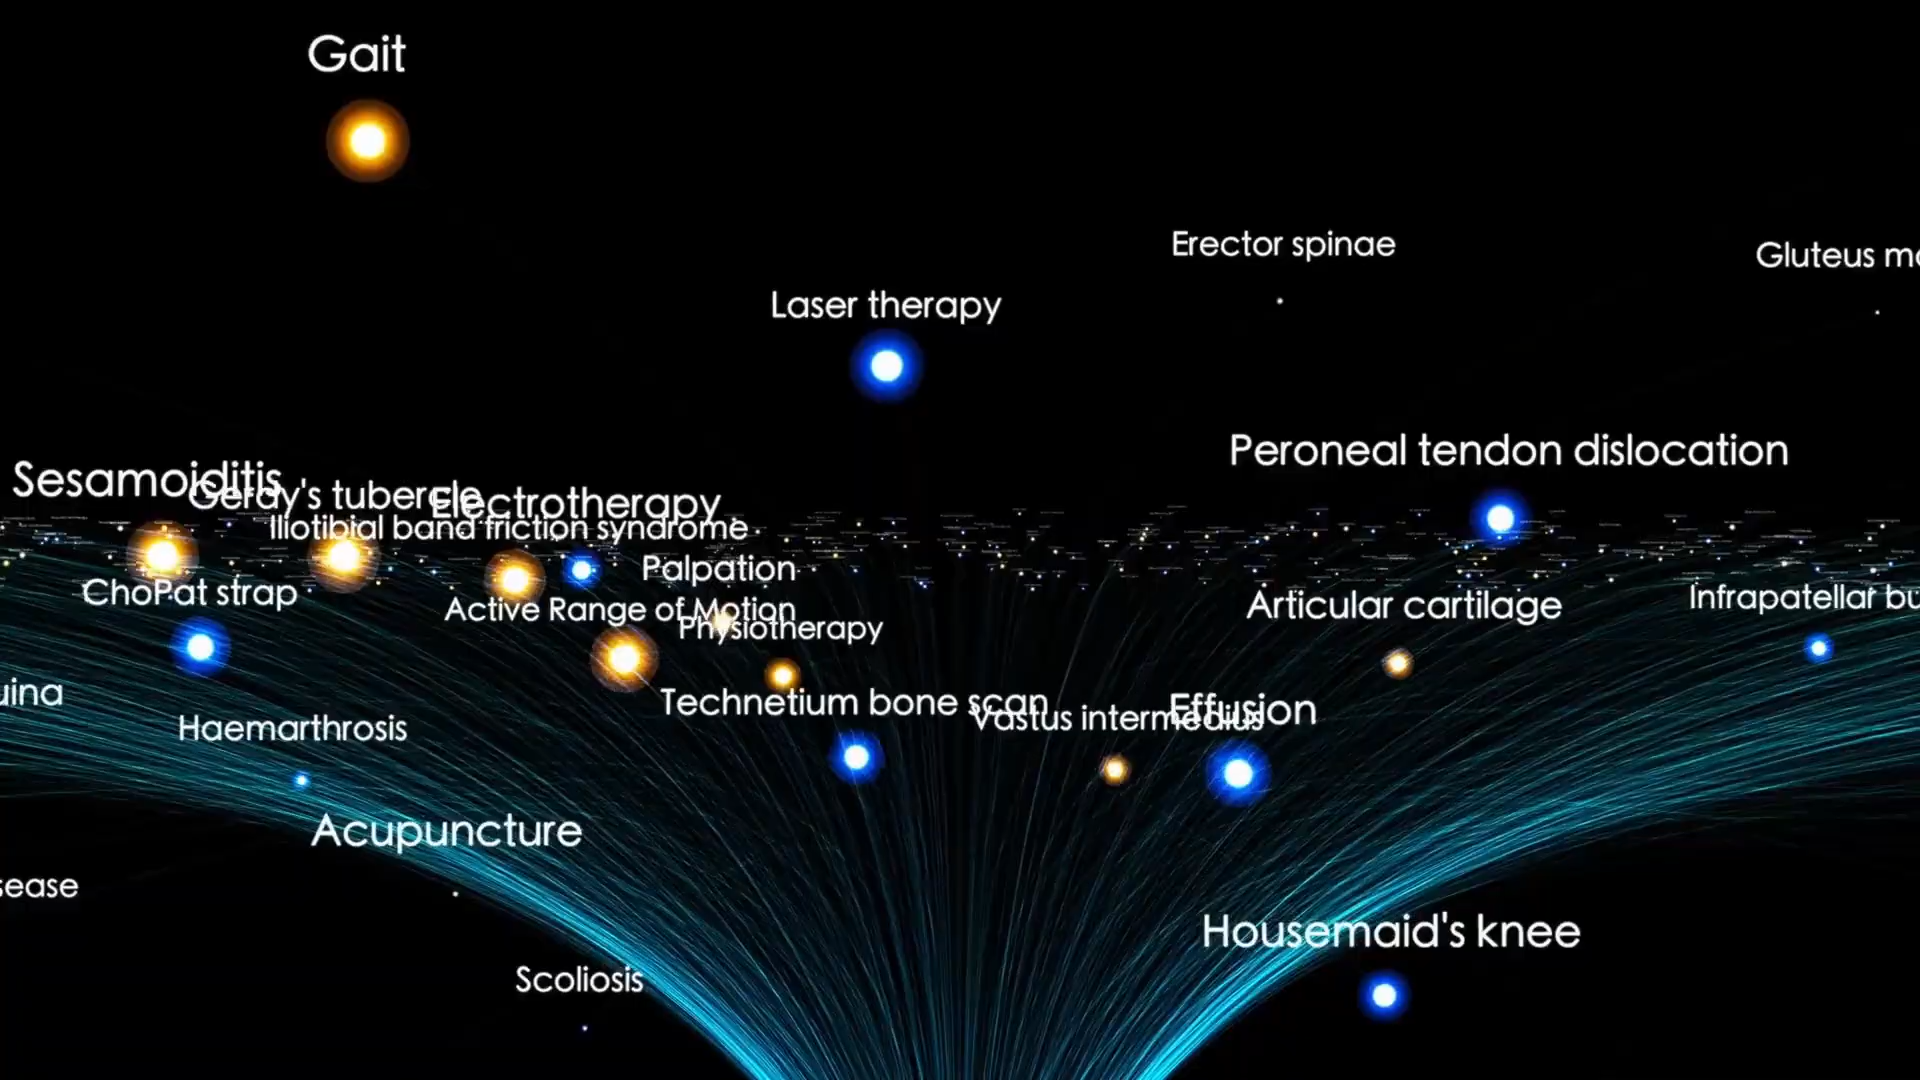 Gait
Erector spinae
Gluteus
Laser therapy
Peroneal tendon dislocation
Sesamoiditis
Gerdy's tubercle
Electrotherapy
Iliotibial band friction syndrome
Palpation
ChoPat strap
Active Range of Motion
Articular cartilage
Infrapatellar
Physiotherapy
uina
Technetium bone scan
Vastus intermedius
Effusion
Haemarthrosis
Acupuncture
sease
Housemaid's knee
Scoliosis